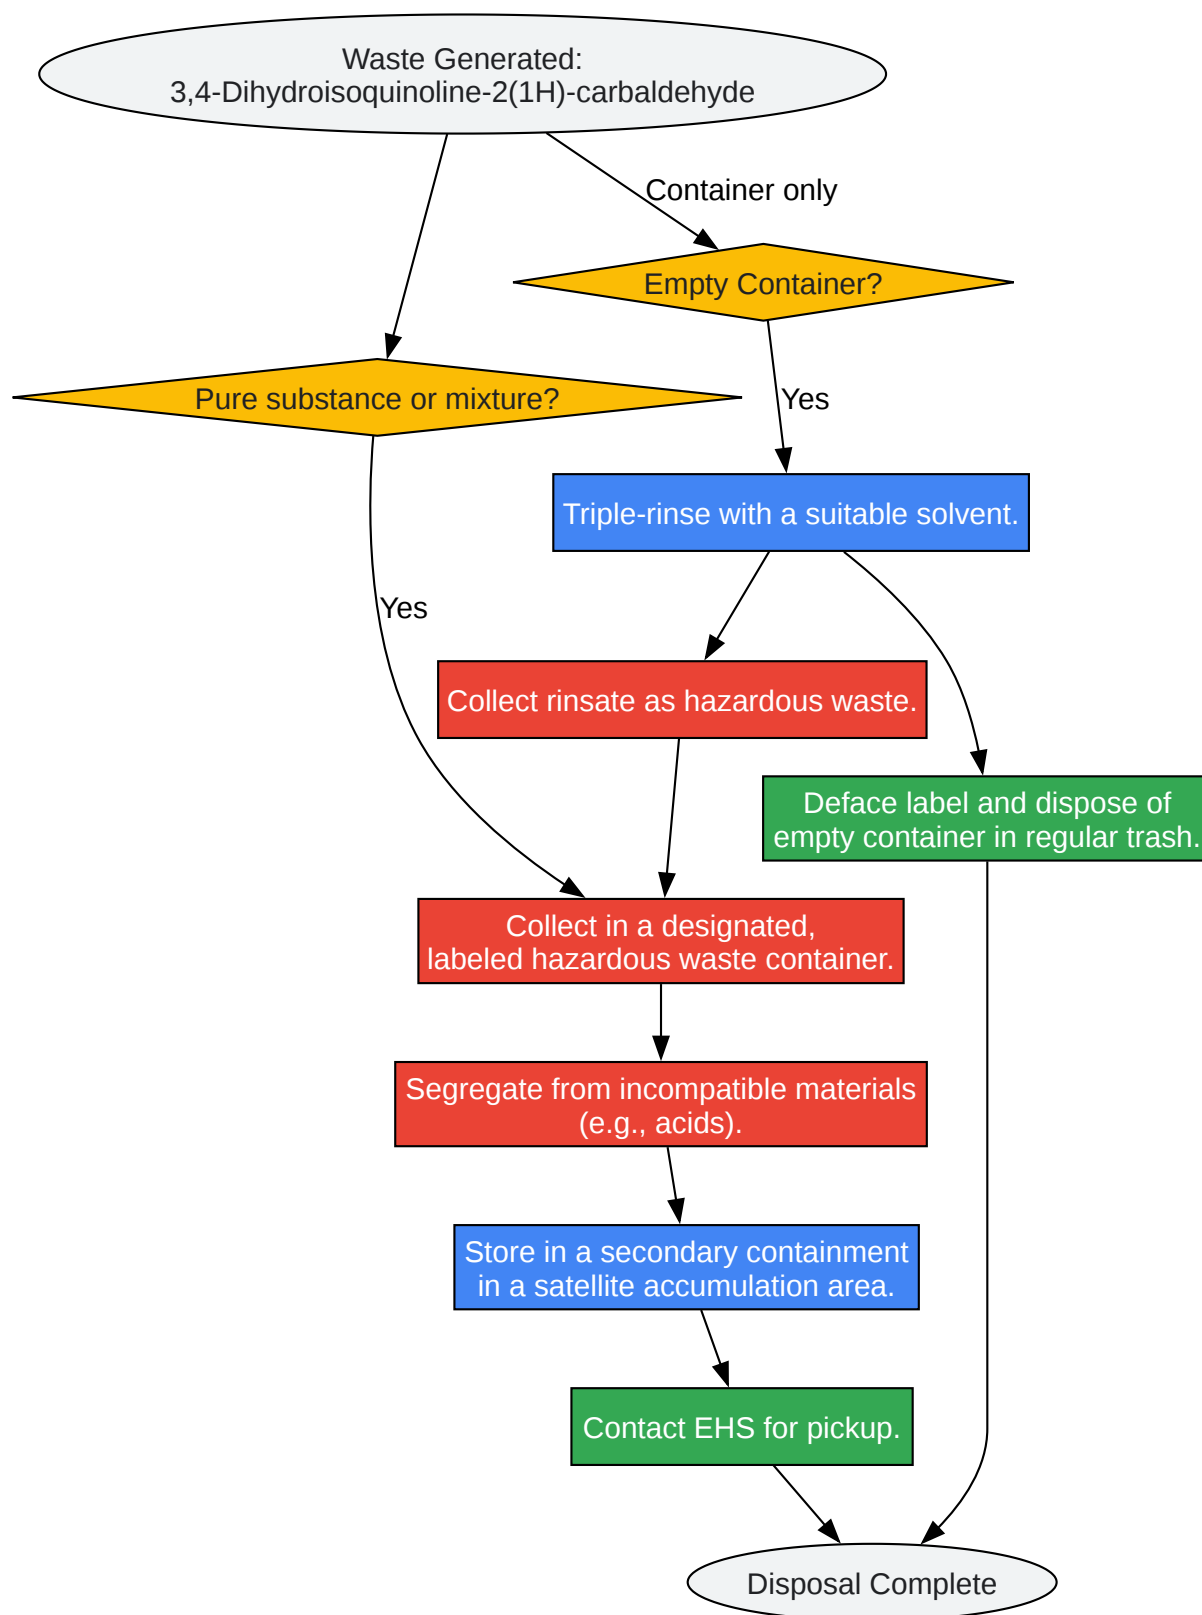 Waste Generated:
3,4-Dihydroisoquinoline-2(1H)-carbaldehyde
Container only
Empty Container?
Pure substance or mixture?
Yes
Triple-rinse with a suitable solvent.
Yes
Collect rinsate as hazardous waste.
Deface label and dispose of
empty container in regular trash.
Collect in a designated,
labeled hazardous waste container.
Segregate from incompatible materials
(e.g., acids).
Store in a secondary containment
in a satellite accumulation area.
Contact EHS for pickup.
Disposal Complete